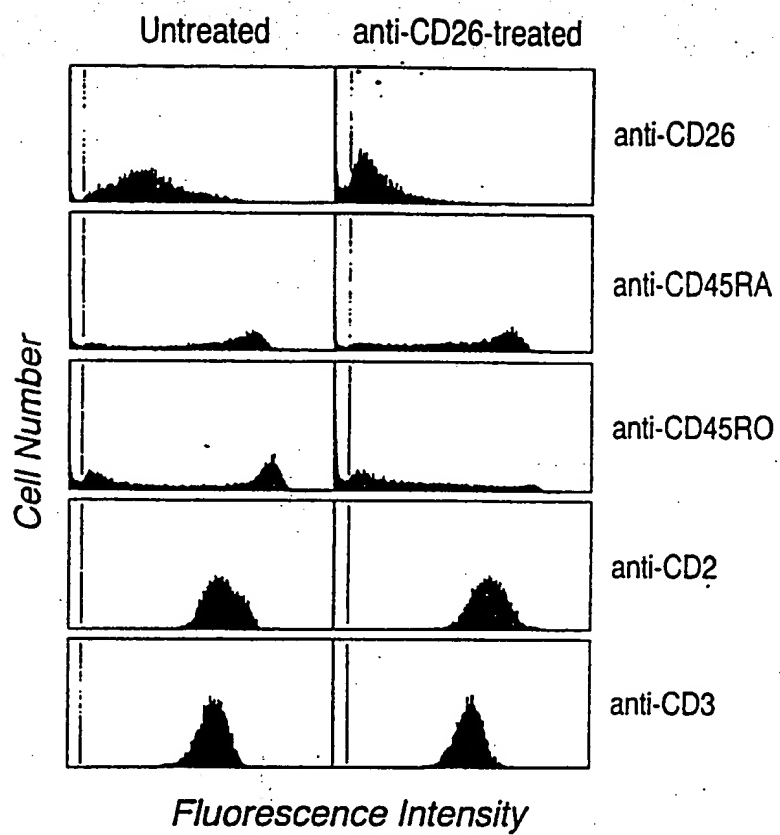 Untreated anti-CD26-treated
anti-CD26
anti-CD45RA
anti-CD45RO
anti-CD2
anti-CD3
Cell Number
Fluorescence Intensity